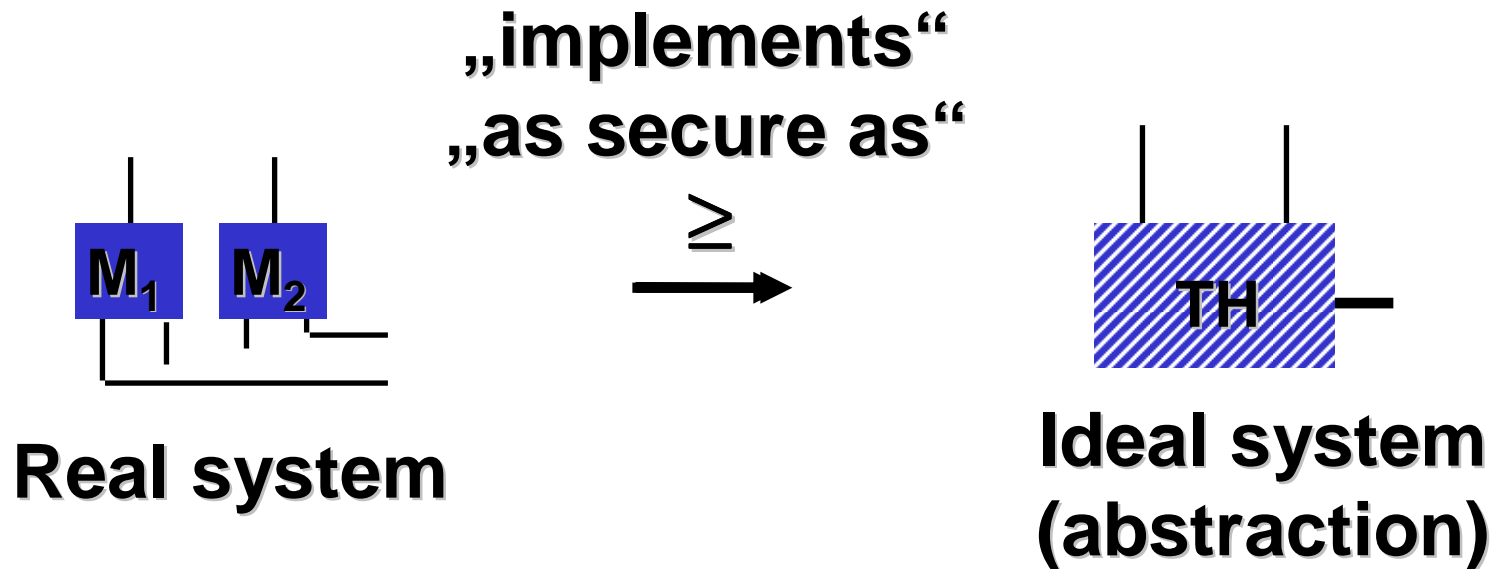 „implements“
„as secure as“
≥
M₁ M₂
TH
Real system
Ideal system
(abstraction)